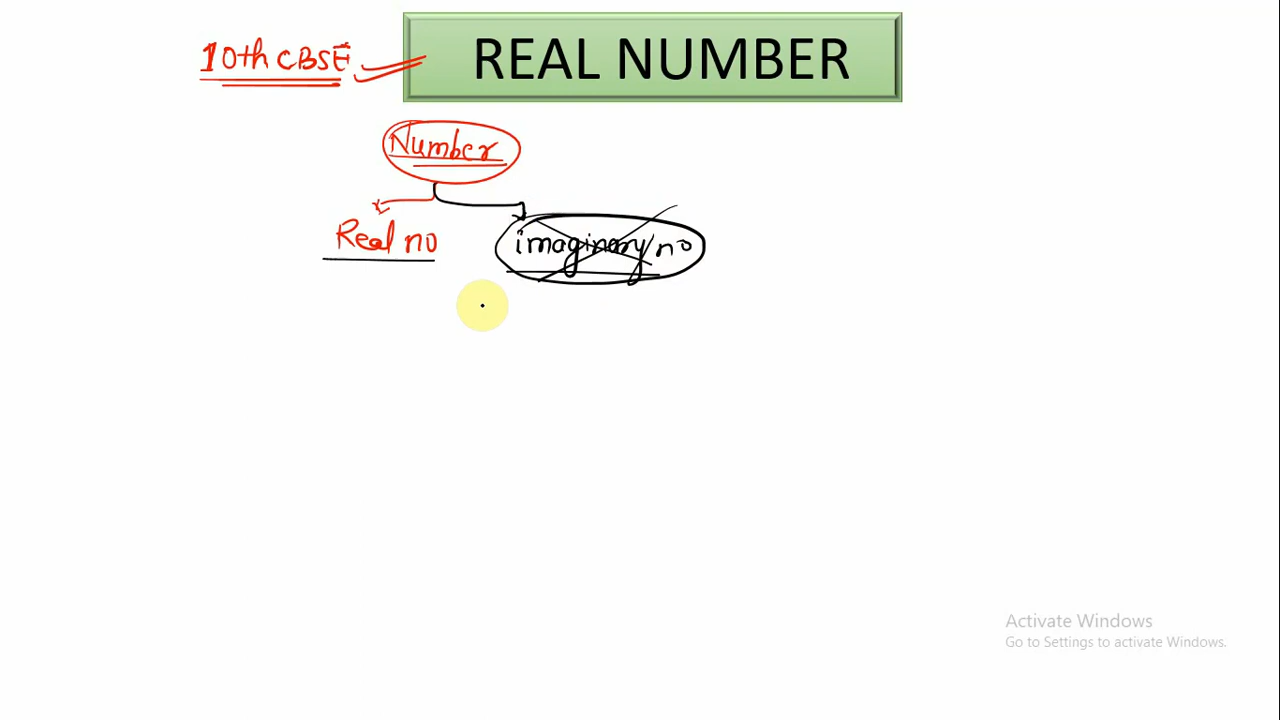 10th CBSE REAL NUMBER
Number
Real no imaginary no
Activate Windows
Go to Settings to activate Windows.